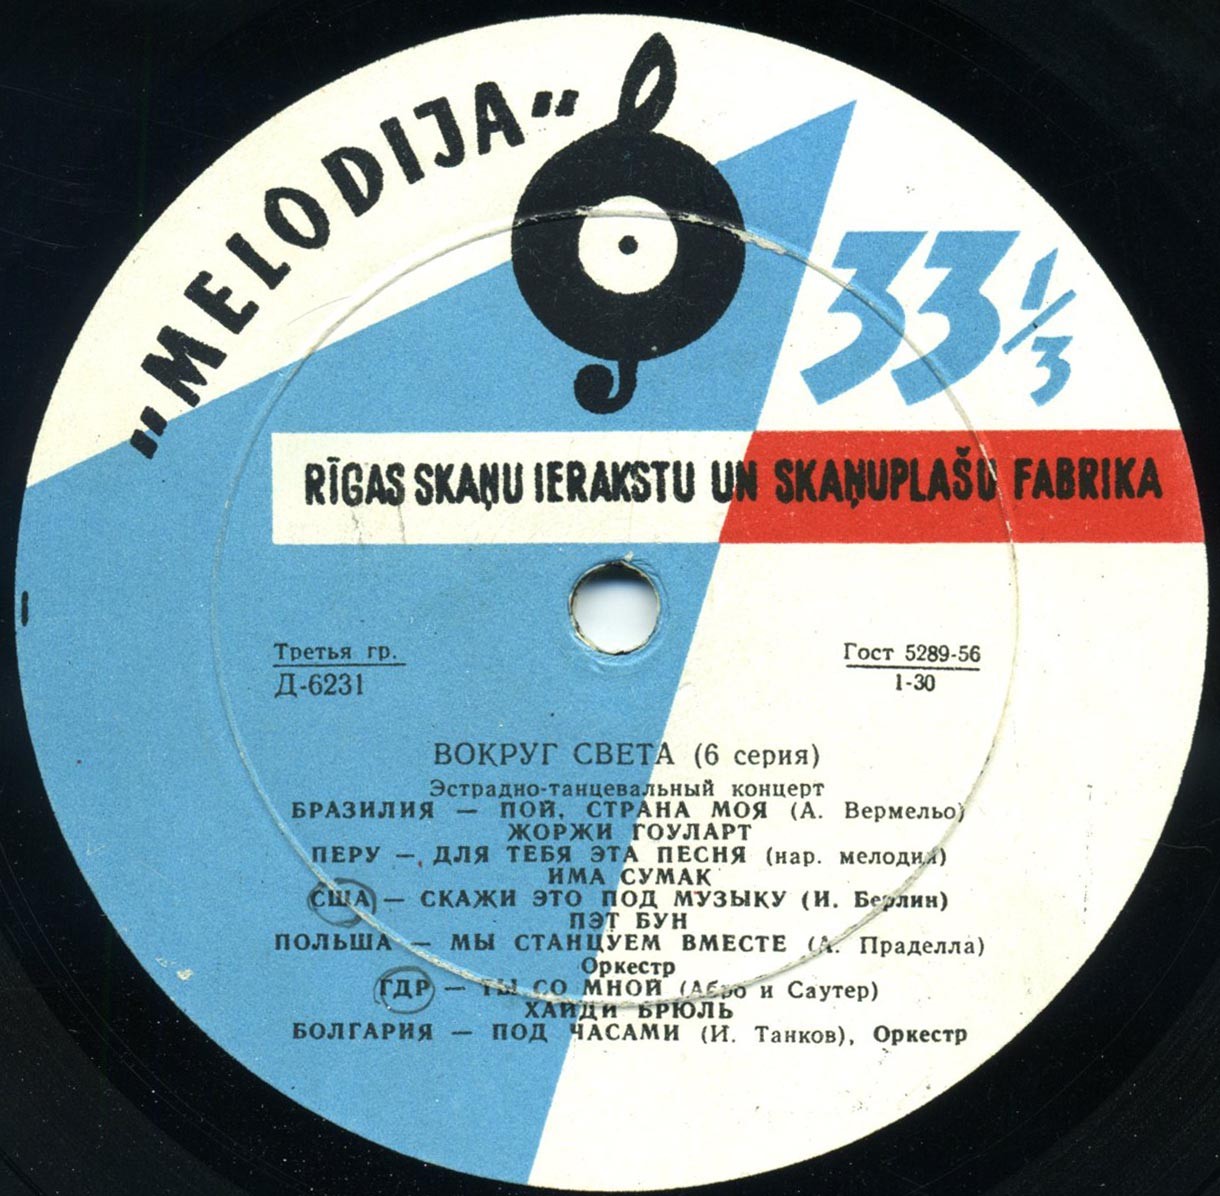 „MELODIJA“
33 1/3
RĪGAS SKAŅU IERAKSTU UN SKAŅUPLAŠU FABRIKA
Третья гр.
Д-6231
Гост 5289-56
1-30
ВОКРУГ СВЕТА (6 серия)
Эстрадно-танцевальный концерт
БРАЗИЛИЯ — ПОЙ, СТРАНА МОЯ (А. Вермельо)
ЖОРЖИ ГОУЛАРТ
ПЕРУ — ДЛЯ ТЕБЯ ЭТА ПЕСНЯ (нар. мелодия)
ИМА СУМАК
США — СКАЖИ ЭТО ПОД МУЗЫКУ (И. Берлин)
ПЭТ БУН
ПОЛЬША — МЫ СТАНЦУЕМ ВМЕСТЕ (А. Праделла)
Оркестр
ГДР — ТЫ СО МНОЙ (Абро и Саутер)
ХАЙДИ БРЮЛЬ
БОЛГАРИЯ — ПОД ЧАСАМИ (И. Танков), Оркестр